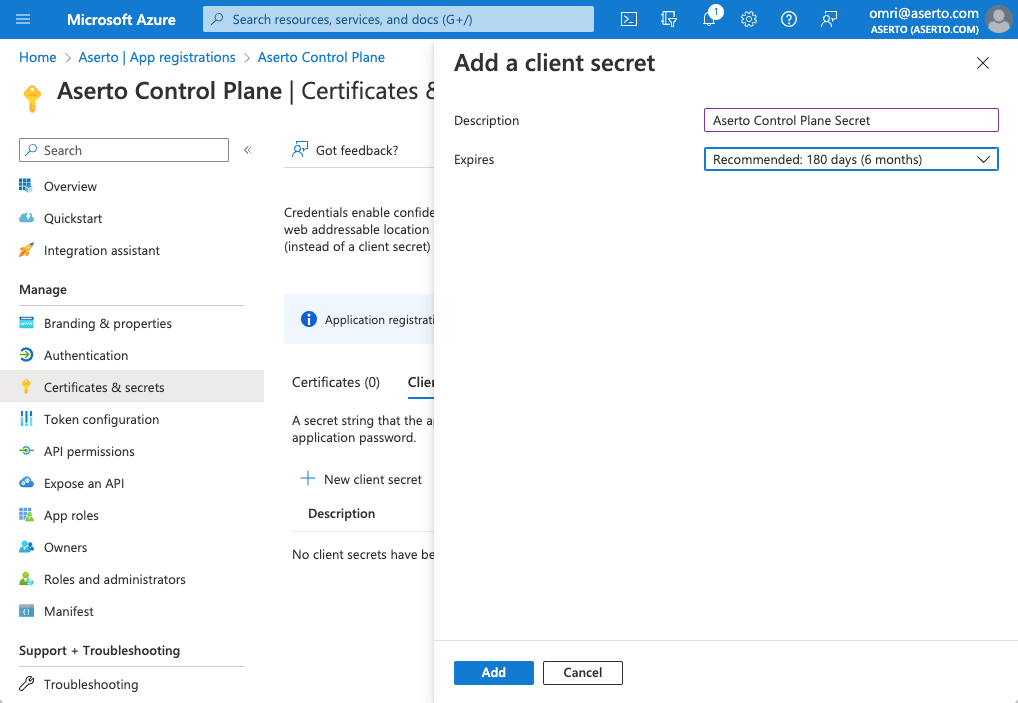 Microsoft Azure
Search resources, services, and docs (G+/)
1
omri@aserto.com
ASERTO (ASERTO.COM)
Home > Aserto | App registrations > Aserto Control Plane
Aserto Control Plane | Certificates &
Search
«
Got feedback?
Overview
Quickstart
Integration assistant
Manage
Branding & properties
Authentication
Certificates & secrets
Token configuration
API permissions
Expose an API
App roles
Owners
Roles and administrators
Manifest
Support + Troubleshooting
Troubleshooting
Credentials enable confide
web addressable location
(instead of a client secret)
Application registrati
Certificates (0)
Clien
A secret string that the ap
application password.
New client secret
Description
No client secrets have be
Add a client secret
Description
Aserto Control Plane Secret
Expires
Recommended: 180 days (6 months)
Add
Cancel